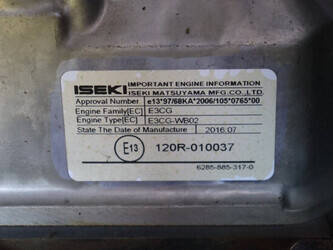 ISEKI IMPORTANT ENGINE INFORMATION
ISEKI MATSUYAMA MFG.CO.,LTD.
Approval Number e13*97/68KA*2006/105*0765*00
Engine Family[EC] E3CG
Engine Type[EC] E3CG-WB02
State The Date of Manufacture 2016.07
E13 120R-010037
6285-885-317-0